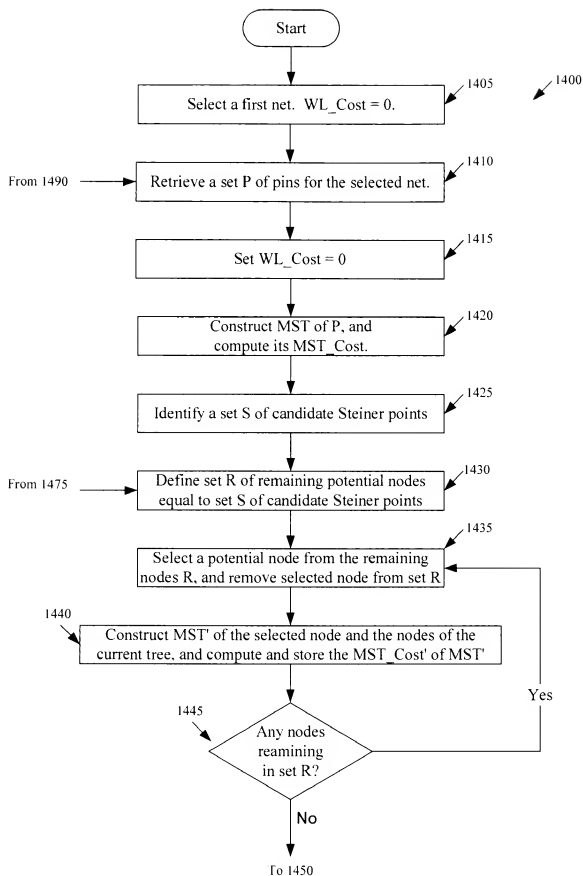 Start
1405
1400
Select a first net. WL_Cost = 0.
1410
From 1490
Retrieve a set P of pins for the selected net.
1415
Set WL_Cost = 0
1420
Construct MST of P, and
compute its MST_Cost.
1425
Identify a set S of candidate Steiner points
1430
From 1475
Define set R of remaining potential nodes
equal to set S of candidate Steiner points
1435
Select a potential node from the remaining
nodes R, and remove selected node from set R
1440
Construct MST' of the selected node and the nodes of the
current tree, and compute and store the MST_Cost' of MST'
Yes
1445
Any nodes
reamining
in set R?
No
To 1450